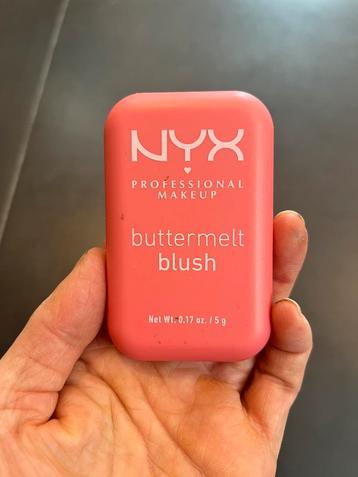 NYX
PROFESSIONAL
MAKEUP
buttermelt
blush
Net Wt. 0.17 oz. / 5 g